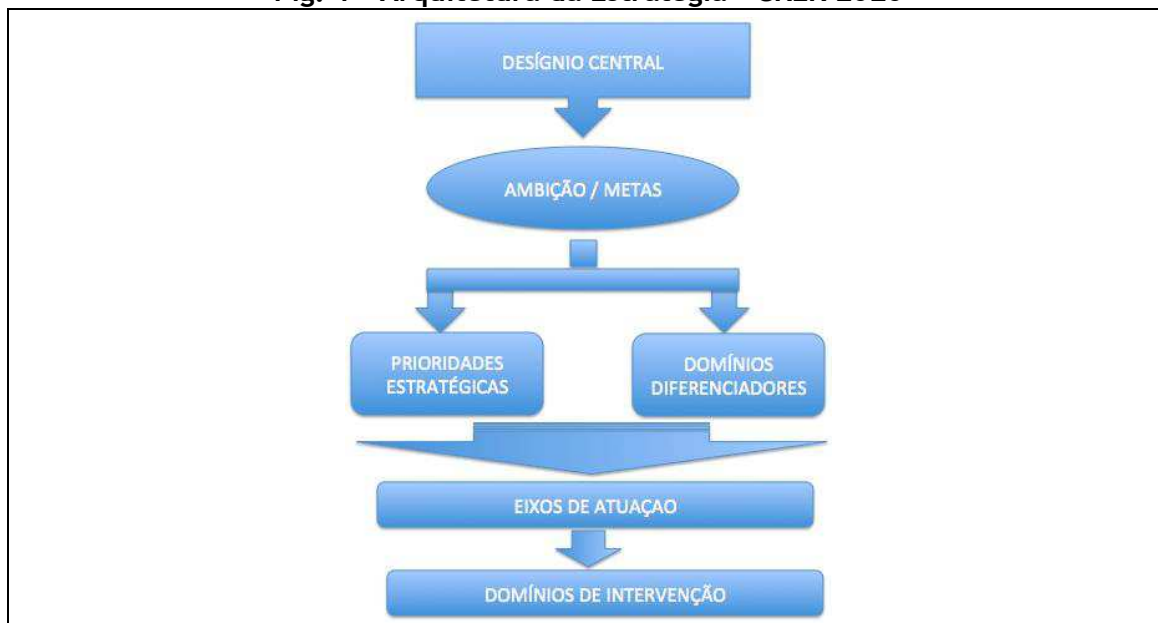 DESÍGNIO CENTRAL
AMBIÇÃO / METAS
PRIORIDADES
ESTRATÉGICAS
DOMÍNIOS
DIFERENCIADORES
EIXOS DE ATUAÇAO
DOMÍNIOS DE INTERVENÇÃO